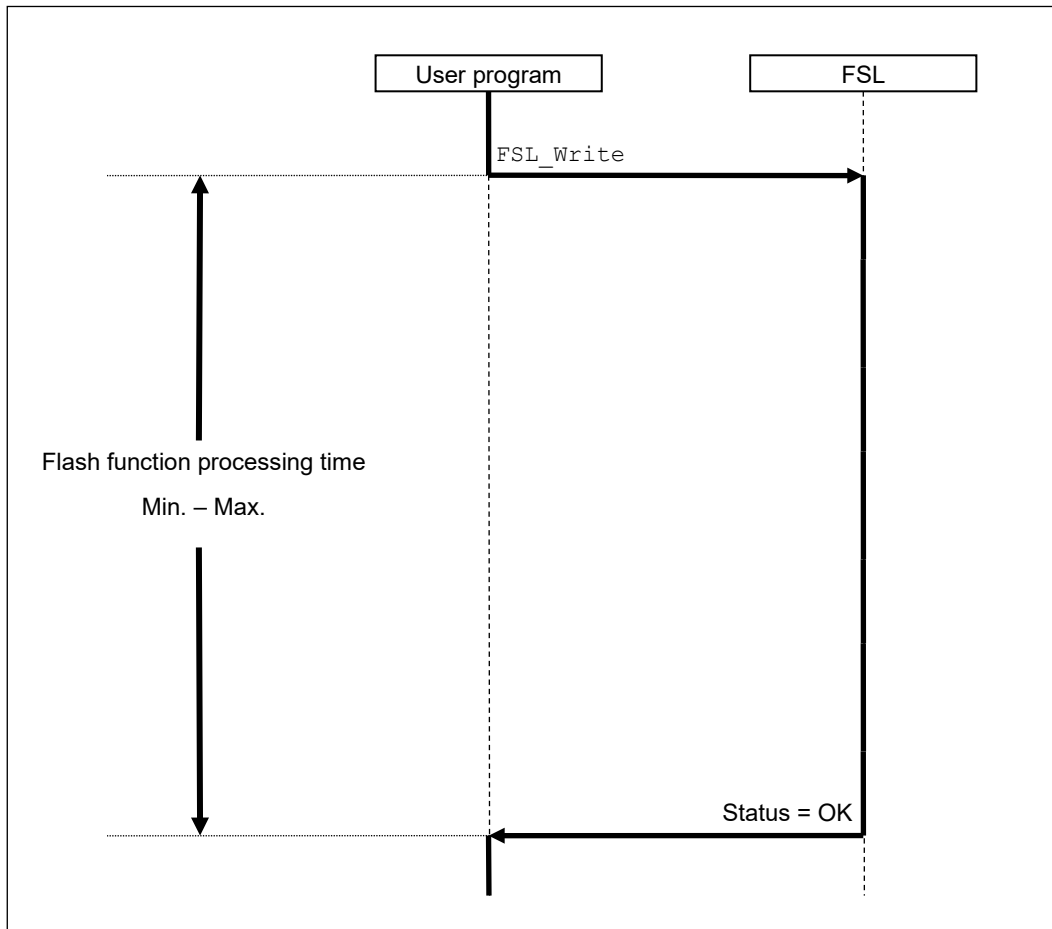 User program
FSL
FSL_Write
Flash function processing time
Min. – Max.
Status = OK